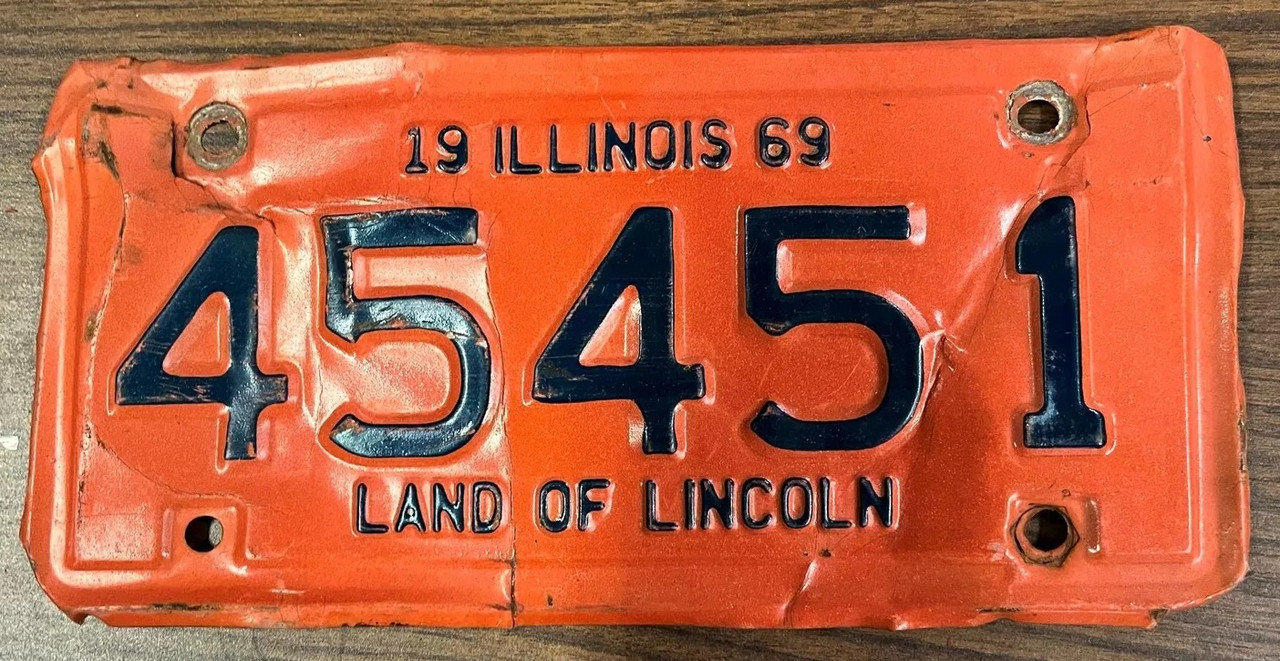 19 ILLINOIS 69
45451
LAND OF LINCOLN